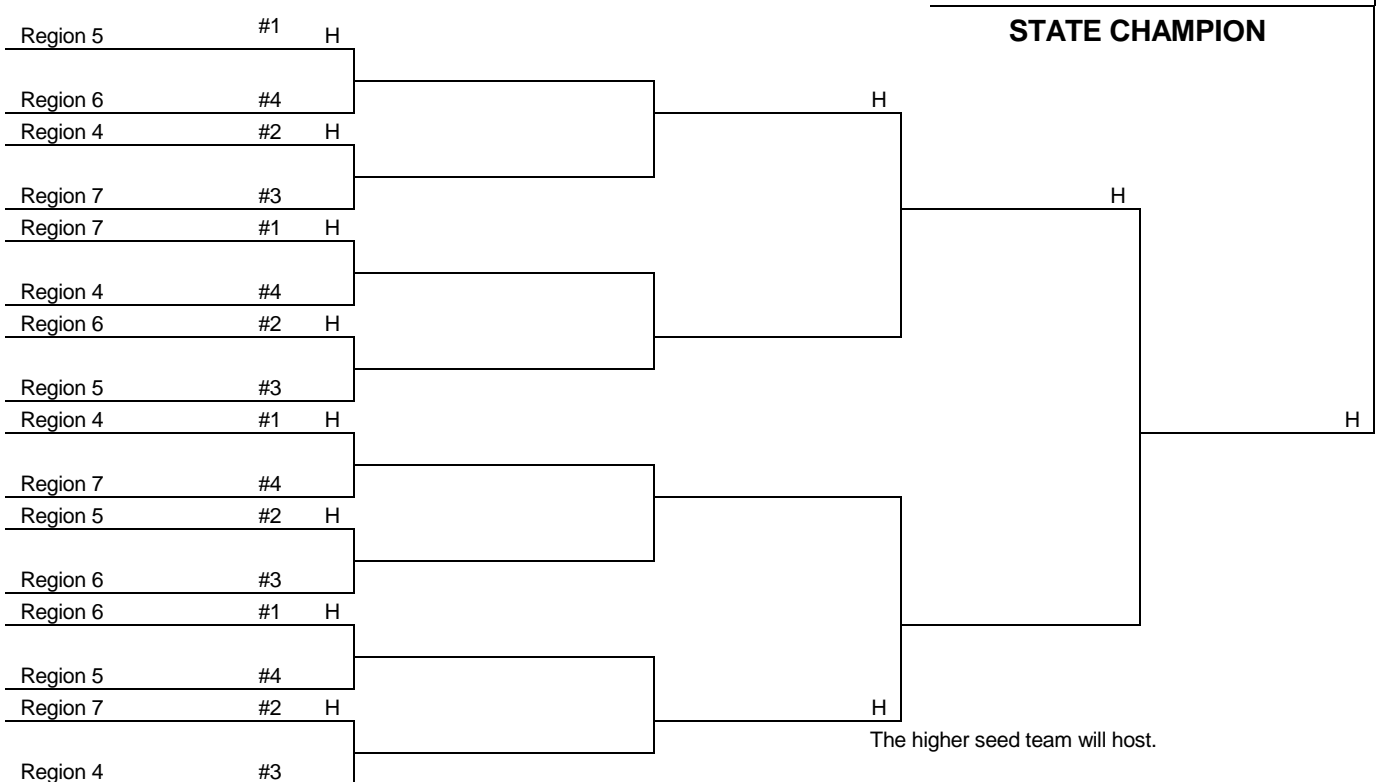 Region 5 #1 H
STATE CHAMPION
Region 6 #4 H
Region 4 #2 H
Region 7 #3 H
Region 7 #1 H
Region 4 #4
Region 6 #2 H
Region 5 #3
Region 4 #1 H H
Region 7 #4
Region 5 #2 H
Region 6 #3
Region 6 #1 H
Region 5 #4
Region 7 #2 H H
The higher seed team will host.
Region 4 #3